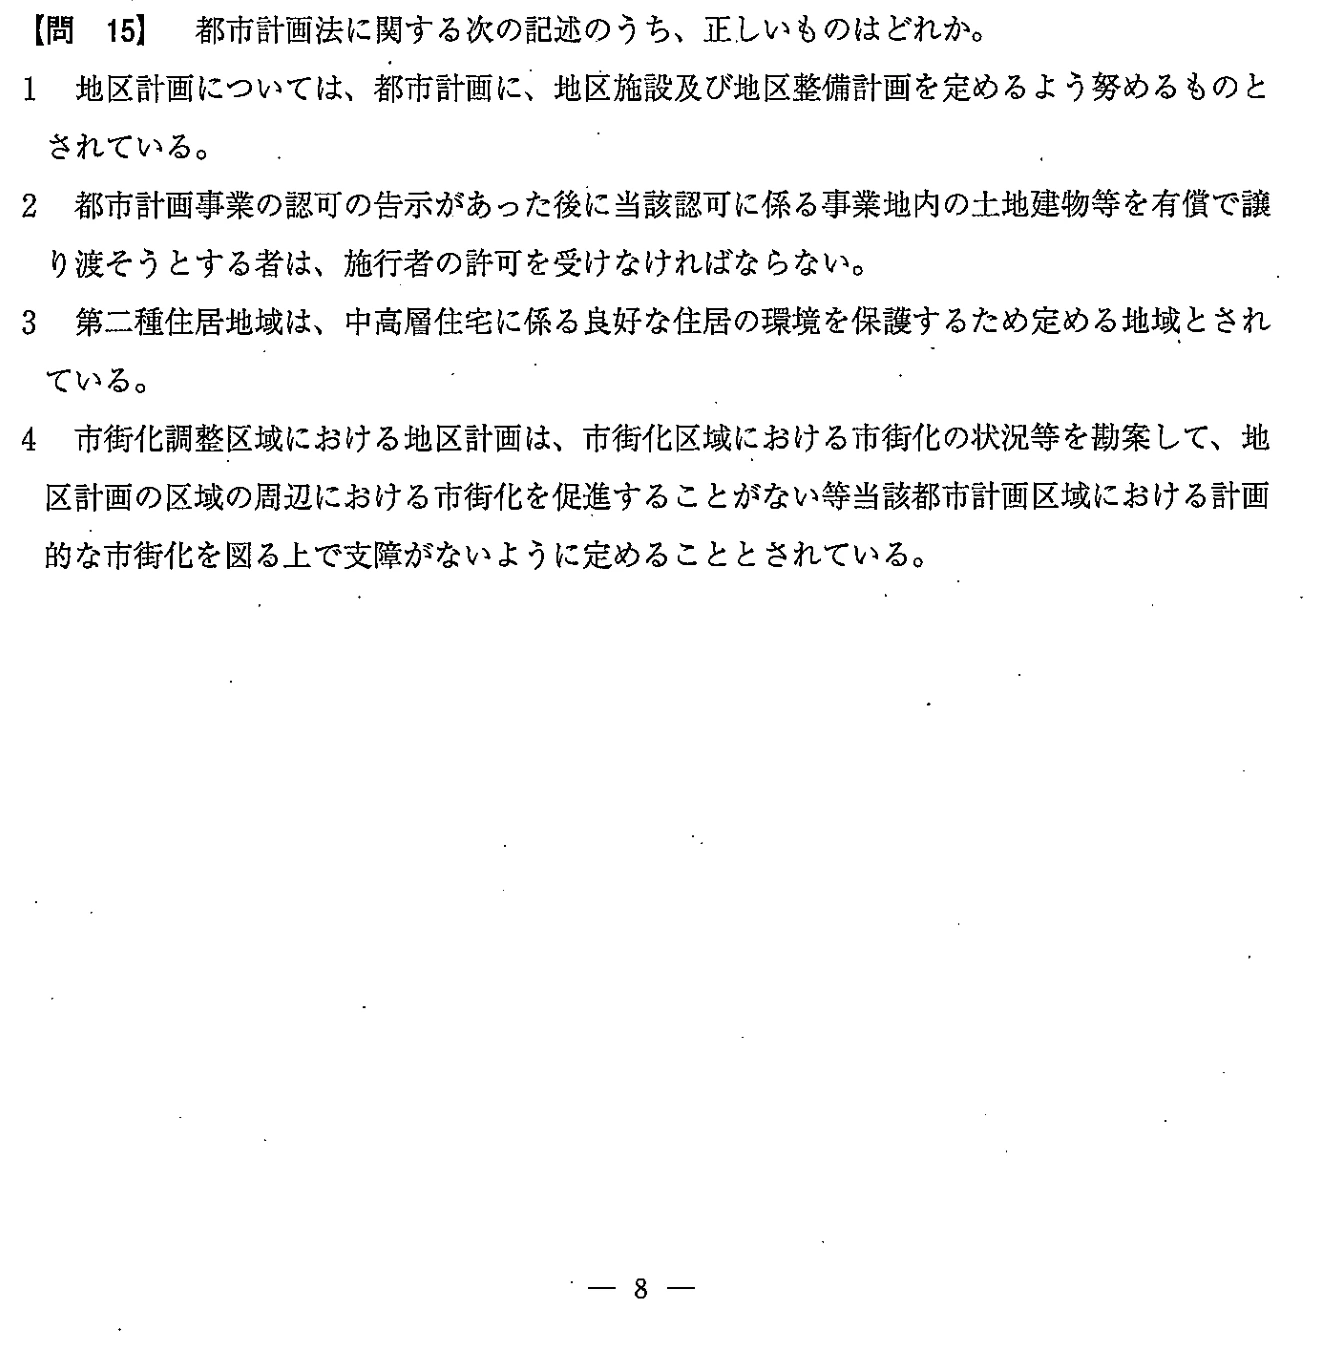 【問 15】 都市計画法に関する次の記述のうち、正しいものはどれか。
1 地区計画については、都市計画に、地区施設及び地区整備計画を定めるよう努めるものと
されている。
2 都市計画事業の認可の告示があった後に当該認可に係る事業地内の土地建物等を有償で譲
り渡そうとする者は、施行者の許可を受けなければならない。
3 第二種住居地域は、中高層住宅に係る良好な住居の環境を保護するため定める地域とされ
ている。
4 市街化調整区域における地区計画は、市街化区域における市街化の状況等を勘案して、地
区計画の区域の周辺における市街化を促進することがない等当該都市計画区域における計画
的な市街化を図る上で支障がないように定めることとされている。
― 8 ―